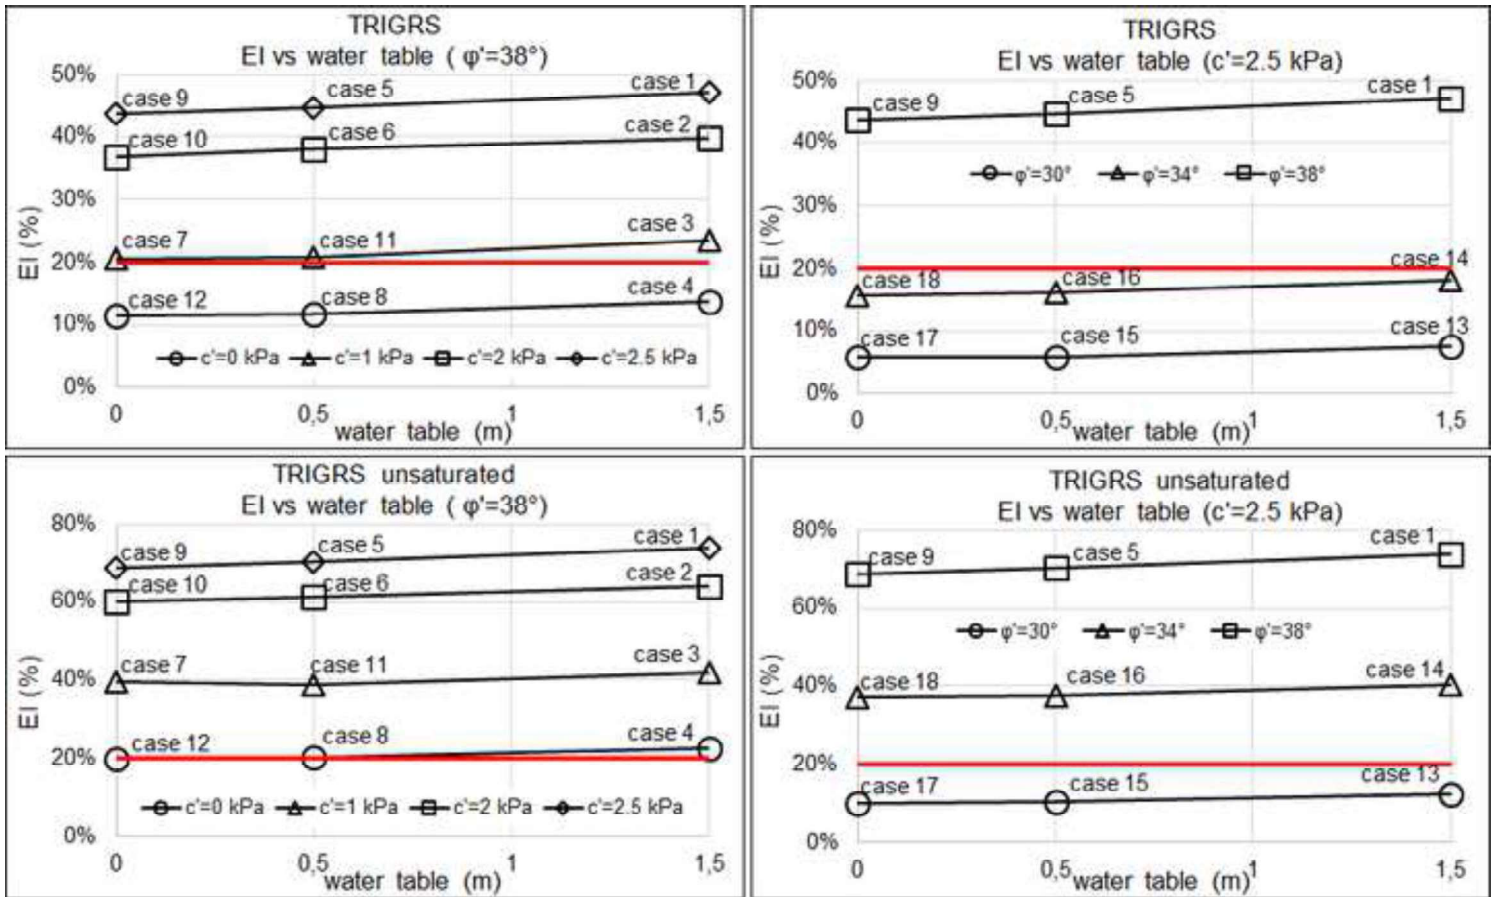 TRIGRS
EI vs water table ( φ'=38°)
50%
40%
30%
20%
10%
0%
EI (%)
case 9
case 5
case 1
case 10
case 6
case 2
case 7
case 11
case 3
case 12
case 8
case 4
c'=0 kPa c'=1 kPa c'=2 kPa c'=2.5 kPa
0 0,5 1 1,5
water table (m)
TRIGRS
EI vs water table (c'=2.5 kPa)
50%
40%
30%
20%
10%
0%
EI (%)
case 9
case 5
case 1
φ'=30° φ'=34° φ'=38°
case 18
case 16
case 14
case 17
case 15
case 13
0 0,5 1 1,5
water table (m)
TRIGRS unsaturated
EI vs water table ( φ'=38°)
80%
60%
40%
20%
0%
EI (%)
case 9
case 5
case 1
case 10
case 6
case 2
case 7
case 11
case 3
case 12
case 8
case 4
c'=0 kPa c'=1 kPa c'=2 kPa c'=2.5 kPa
0 0,5 1 1,5
water table (m)
TRIGRS unsaturated
EI vs water table (c'=2.5 kPa)
80%
60%
40%
20%
0%
EI (%)
case 9
case 5
case 1
φ'=30° φ'=34° φ'=38°
case 18
case 16
case 14
case 17
case 15
case 13
0 0,5 1 1,5
water table (m)